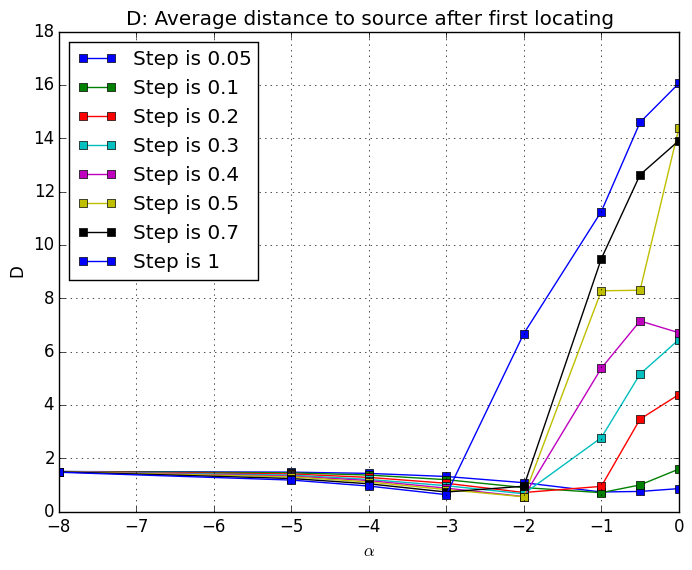 D: Average distance to source after first locating
18
16
14
12
10
8
6
4
2
0
D
Step is 0.05
Step is 0.1
Step is 0.2
Step is 0.3
Step is 0.4
Step is 0.5
Step is 0.7
Step is 1
−8 −7 −6 −5 −4 −3 −2 −1 0
α